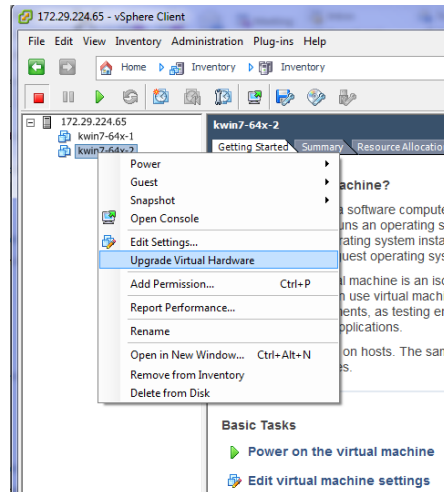 172.29.224.65 - vSphere Client
File Edit View Inventory Administration Plug-ins Help
Home Inventory Inventory
172.29.224.65
kwin7-64x-1
kwin7-64x-2
kwin7-64x-2
Getting Started Summary Resource Allocation
Power
Guest
Snapshot
Open Console
Edit Settings...
Upgrade Virtual Hardware
Add Permission... Ctrl+P
Report Performance...
Rename
Open in New Window... Ctrl+Alt+N
Remove from Inventory
Delete from Disk
achine?
software compute
uns an operating s
rating system insta
uest operating sys
l machine is an iso
n use virtual mach
ents, as testing en
pplications.
on hosts. The san
es.
Basic Tasks
Power on the virtual machine
Edit virtual machine settings